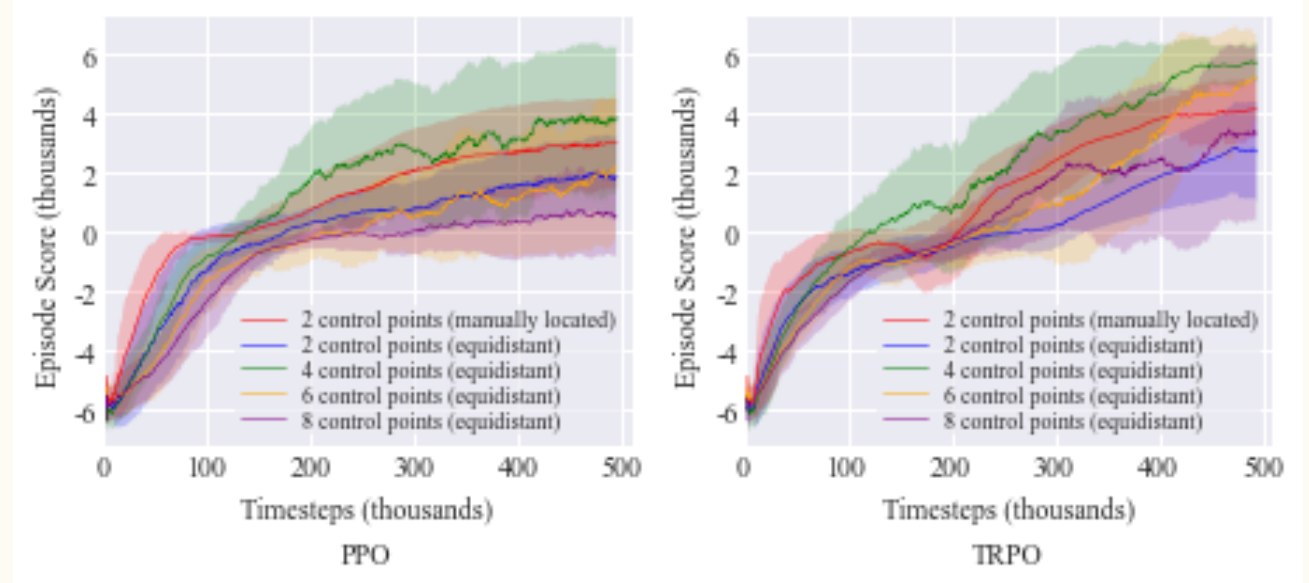 6
4
2
0
-2
-4
-6
Episode Score (thousands)
2 control points (manually located)
2 control points (equidistant)
4 control points (equidistant)
6 control points (equidistant)
8 control points (equidistant)
0 100 200 300 400 500
Timesteps (thousands)
PPO
6
4
2
0
-2
-4
-6
Episode Score (thousands)
2 control points (manually located)
2 control points (equidistant)
4 control points (equidistant)
6 control points (equidistant)
8 control points (equidistant)
0 100 200 300 400 500
Timesteps (thousands)
TRPO